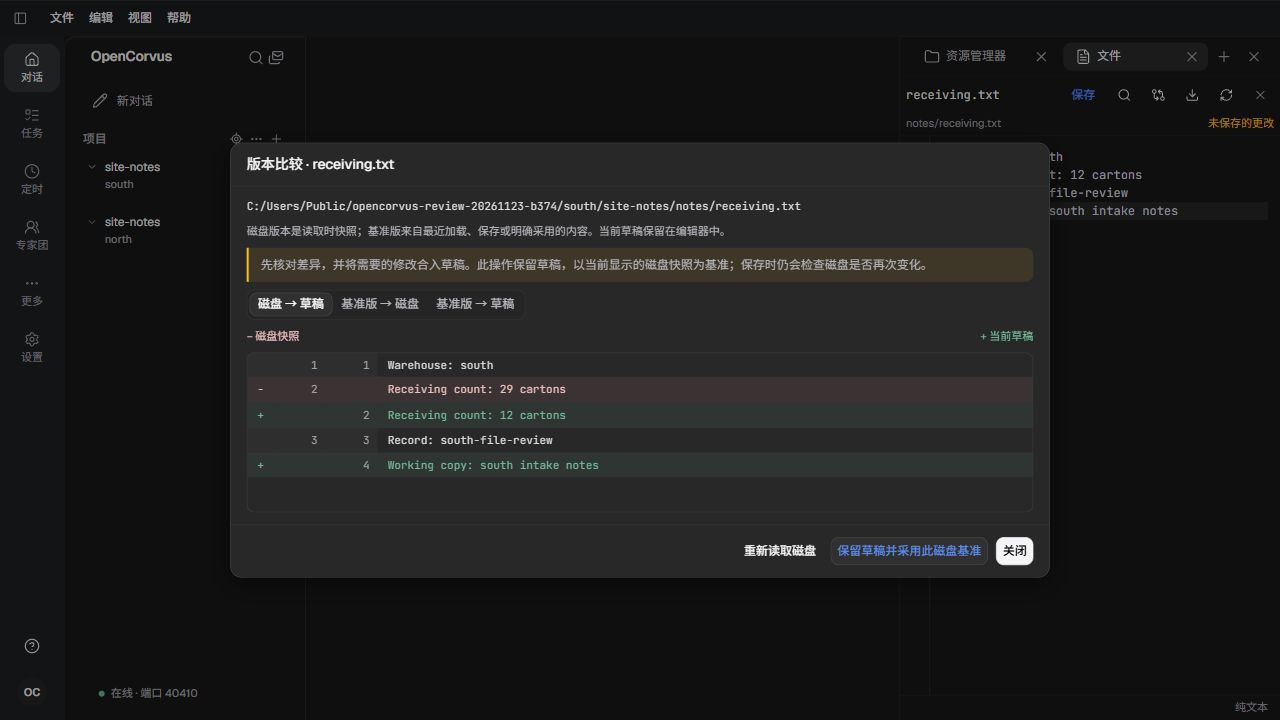 文件 编辑 视图 帮助
对话
任务
定时
专家团
更多
设置
OC
OpenCorvus
新对话
项目
site-notes
south
site-notes
north
在线 · 端口 40410
资源管理器
文件
receiving.txt
保存
notes/receiving.txt
未保存的更改
th
t: 12 cartons
file-review
south intake notes
纯文本
版本比较 · receiving.txt
C:/Users/Public/opencorvus-review-20261123-b374/south/site-notes/notes/receiving.txt
磁盘版本是读取时快照；基准版来自最近加载、保存或明确采用的内容。当前草稿保留在编辑器中。
先核对差异，并将需要的修改合入草稿。此操作保留草稿，以当前显示的磁盘快照为基准；保存时仍会检查磁盘是否再次变化。
磁盘 → 草稿 基准版 → 磁盘 基准版 → 草稿
− 磁盘快照 + 当前草稿
1 1 Warehouse: south
- 2 Receiving count: 29 cartons
+ 2 Receiving count: 12 cartons
3 3 Record: south-file-review
+ 4 Working copy: south intake notes
重新读取磁盘 保留草稿并采用此磁盘基准 关闭